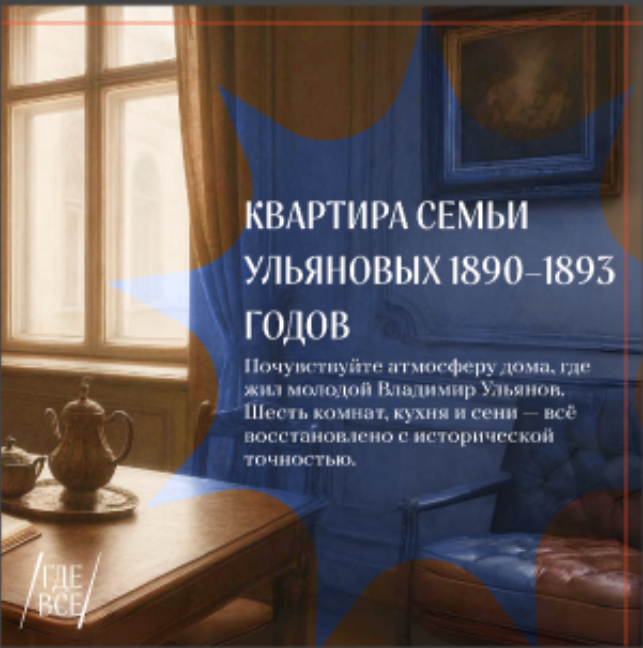 КВАРТИРА СЕМЬИ
УЛЬЯНОВЫХ 1890–1893
ГОДОВ
Почувствуйте атмосферу дома, где
жил молодой Владимир Ульянов.
Шесть комнат, кухня и сени — всё
восстановлено с исторической
точностью.
/ГДЕ
ВСЕ/